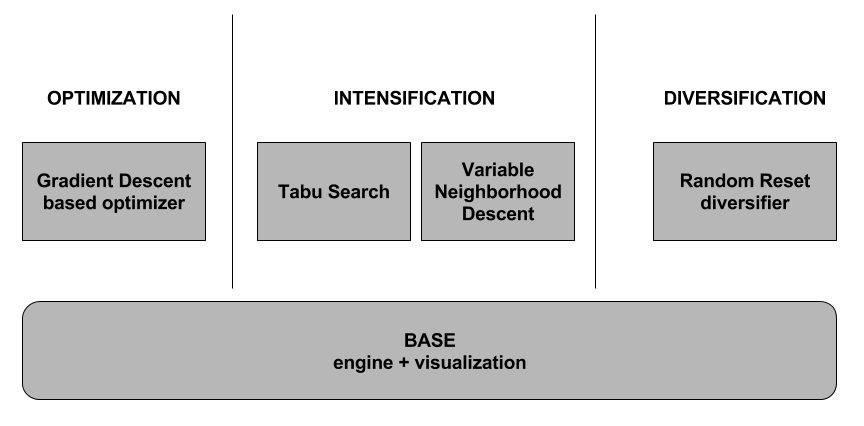 OPTIMIZATION
INTENSIFICATION
DIVERSIFICATION
Gradient Descent
based optimizer
Tabu Search
Variable
Neighborhood
Descent
Random Reset
diversifier
BASE
engine + visualization